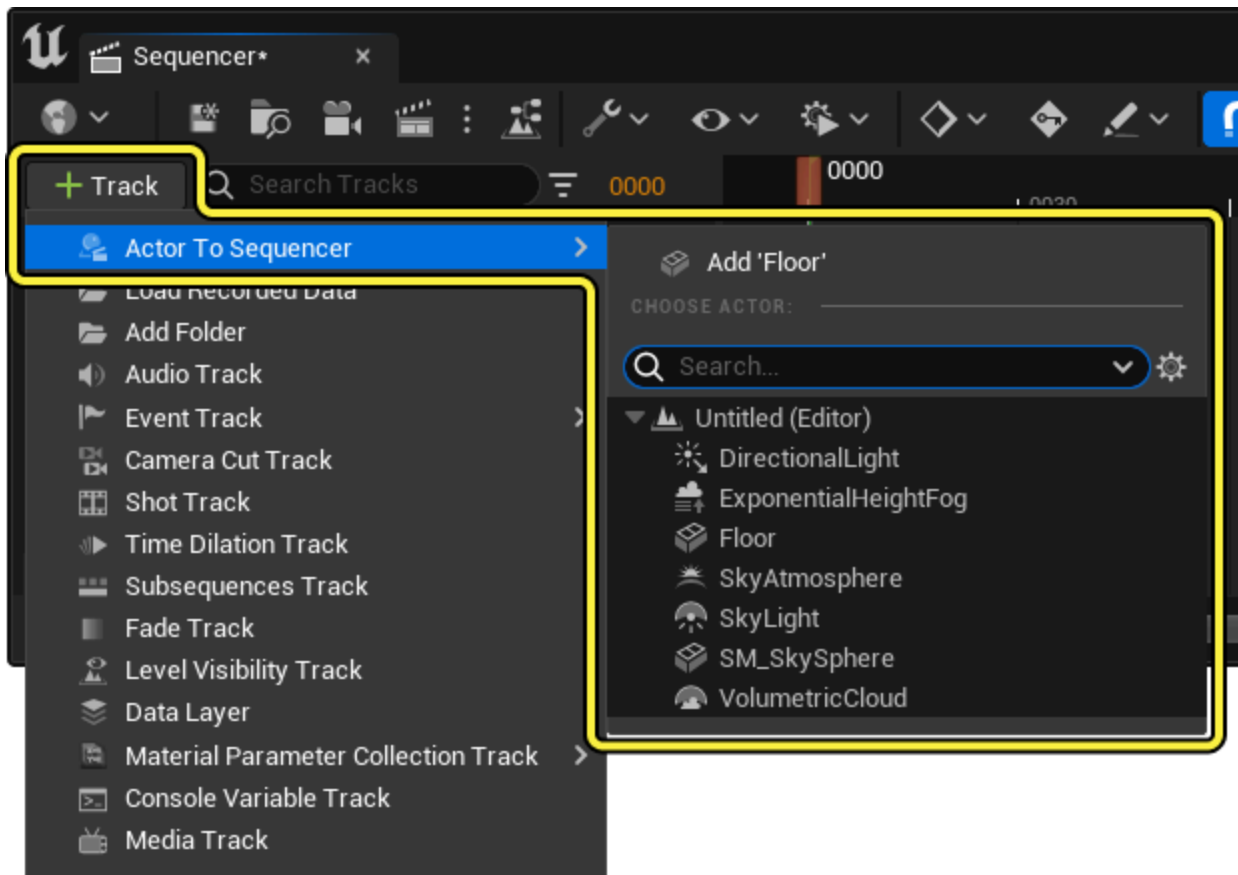 Sequencer*
Track
Search Tracks
0000
0000
0030
Actor To Sequencer
Load Recorded Data
Add Folder
Audio Track
Event Track
Camera Cut Track
Shot Track
Time Dilation Track
Subsequences Track
Fade Track
Level Visibility Track
Data Layer
Material Parameter Collection Track
Console Variable Track
Media Track
Add 'Floor'
CHOOSE ACTOR:
Search...
Untitled (Editor)
DirectionalLight
ExponentialHeightFog
Floor
SkyAtmosphere
SkyLight
SM_SkySphere
VolumetricCloud